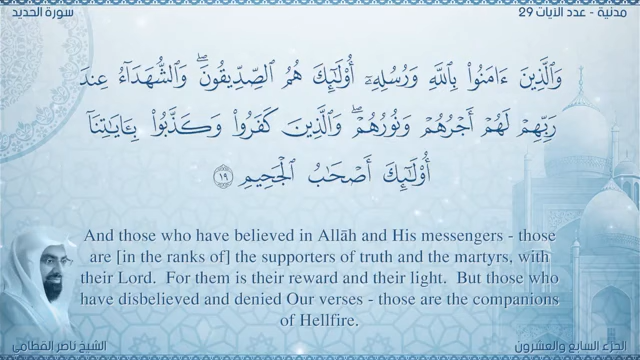 سورة الحديد
مدنية - عدد الآيات 29
وَالَّذِينَ ءَامَنُوا۟ بِاللَّهِ وَرُسُلِهِۦٓ أُو۟لَـٰٓئِكَ هُمُ الصِّدِّيقُونَ ۖ وَالشُّهَدَآءُ عِندَ
رَبِّهِمْ لَهُمْ أَجْرُهُمْ وَنُورُهُمْ ۖ وَالَّذِينَ كَفَرُوا۟ وَكَذَّبُوا۟ بِـَٔايَـٰتِنَآ
أُو۟لَـٰٓئِكَ أَصْحَـٰبُ الْجَحِيمِ ١٩
And those who have believed in Allāh and His messengers - those
are [in the ranks of] the supporters of truth and the martyrs, with
their Lord. For them is their reward and their light. But those who
have disbelieved and denied Our verses - those are the companions
of Hellfire.
الشيخ ناصر القطامي
الجزء السابع والعشرون